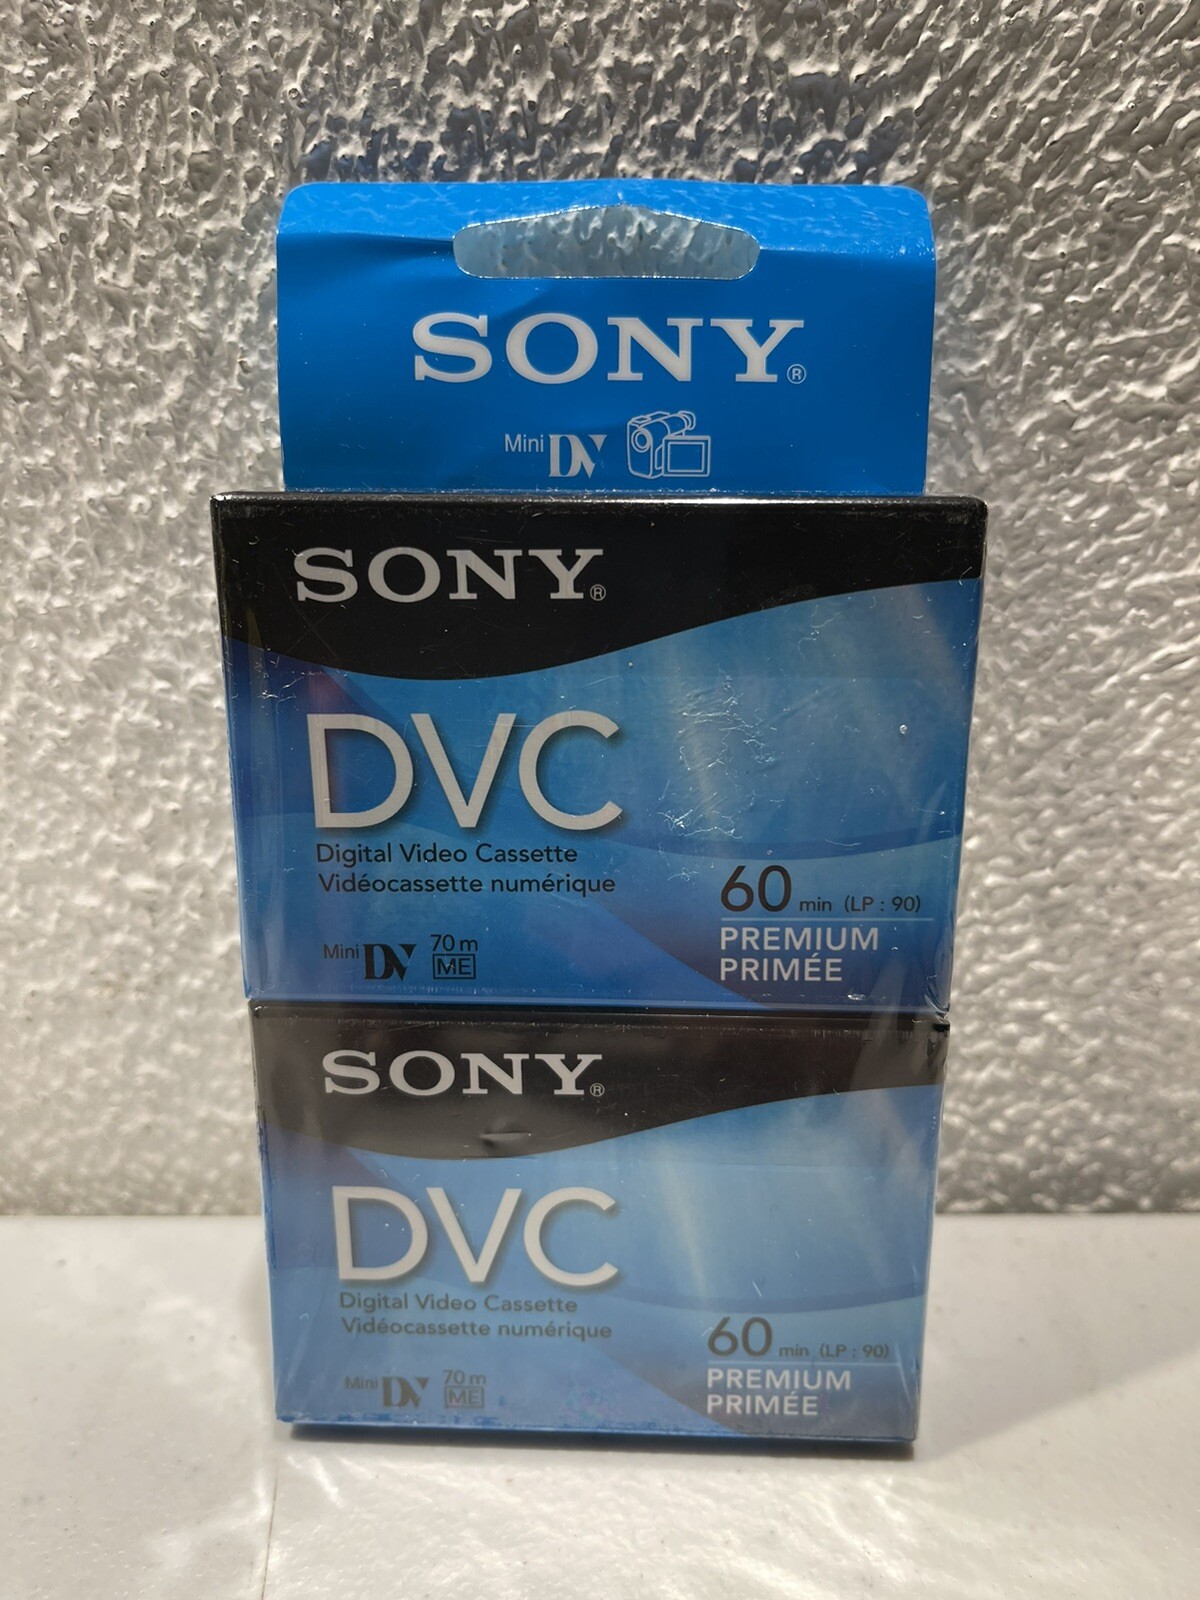 SONY®
Mini DV
SONY®
DVC
Digital Video Cassette
Vidéocassette numérique
60 min (LP : 90)
PREMIUM
PRIMÉE
Mini DV 70 m
ME
SONY®
DVC
Digital Video Cassette
Vidéocassette numérique
60 min (LP : 90)
PREMIUM
PRIMÉE
Mini DV 70 m
ME